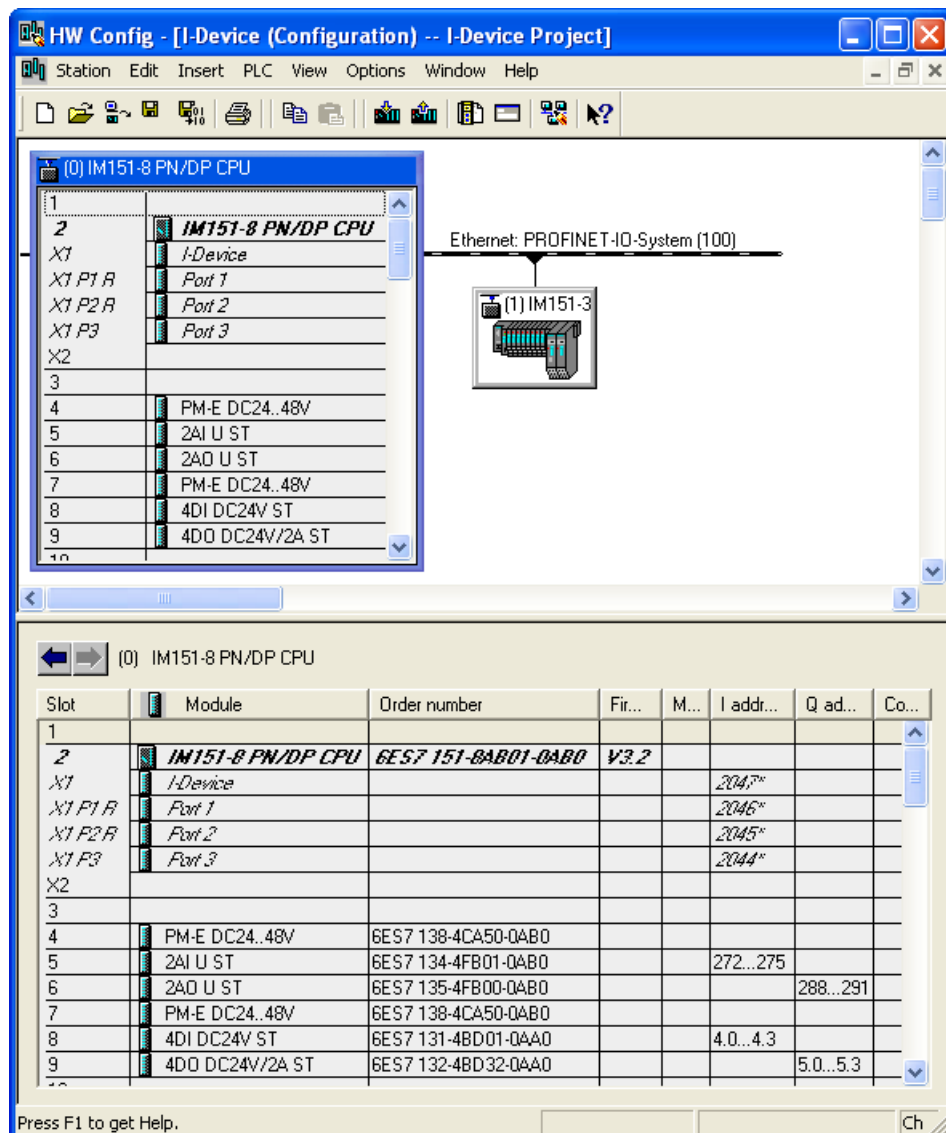 HW Config - [I-Device (Configuration) -- I-Device Project]
Station Edit Insert PLC View Options Window Help
(0) IM151-8 PN/DP CPU
1
2 IM151-8 PN/DP CPU
X1 I-Device
X1 P1 R Port 1
X1 P2 R Port 2
X1 P3 Port 3
X2
3
4 PM-E DC24..48V
5 2AI U ST
6 2AO U ST
7 PM-E DC24..48V
8 4DI DC24V ST
9 4DO DC24V/2A ST
10
Ethernet: PROFINET-IO-System (100)
(1) IM151-3
(0) IM151-8 PN/DP CPU
Slot Module Order number Fir... M... I addr... Q ad... Co...
1
2 IM151-8 PN/DP CPU 6ES7 151-8AB01-0AB0 V3.2
X1 I-Device 2047*
X1 P1 R Port 1 2046*
X1 P2 R Port 2 2045*
X1 P3 Port 3 2044*
X2
3
4 PM-E DC24..48V 6ES7 138-4CA50-0AB0
5 2AI U ST 6ES7 134-4FB01-0AB0 272...275
6 2AO U ST 6ES7 135-4FB00-0AB0 288...291
7 PM-E DC24..48V 6ES7 138-4CA50-0AB0
8 4DI DC24V ST 6ES7 131-4BD01-0AA0 4.0...4.3
9 4DO DC24V/2A ST 6ES7 132-4BD32-0AA0 5.0...5.3
Press F1 to get Help. Ch